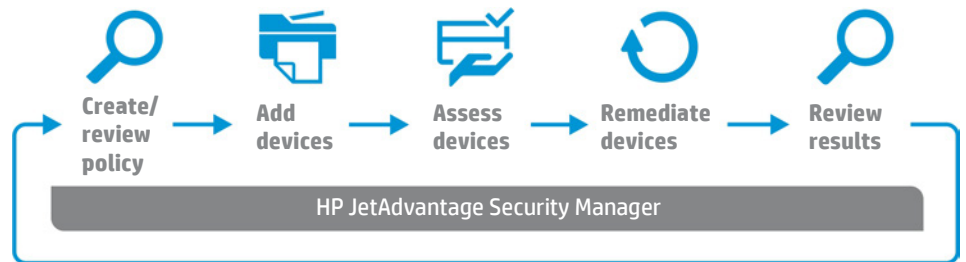 Create/
review
policy
Add
devices
Assess
devices
Remediate
devices
Review
results
HP JetAdvantage Security Manager